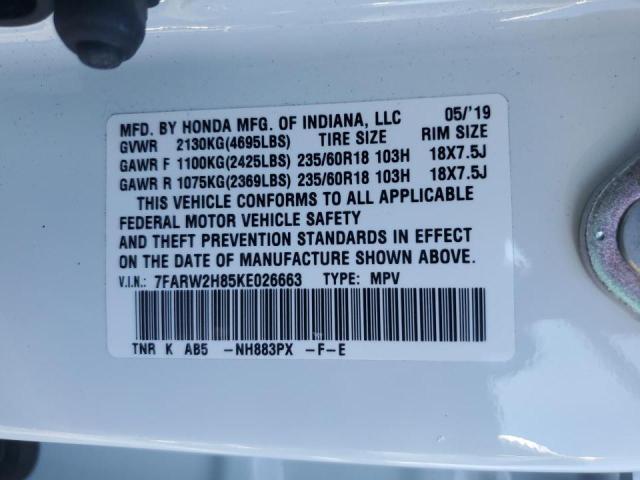 MFD. BY HONDA MFG. OF INDIANA, LLC 05/'19
GVWR 2130KG(4695LBS) TIRE SIZE RIM SIZE
GAWR F 1100KG(2425LBS) 235/60R18 103H 18X7.5J
GAWR R 1075KG(2369LBS) 235/60R18 103H 18X7.5J
THIS VEHICLE CONFORMS TO ALL APPLICABLE
FEDERAL MOTOR VEHICLE SAFETY
AND THEFT PREVENTION STANDARDS IN EFFECT
ON THE DATE OF MANUFACTURE SHOWN ABOVE.
V.I.N.: 7FARW2H85KE026663 TYPE: MPV
TNR K AB5 -NH883PX -F-E